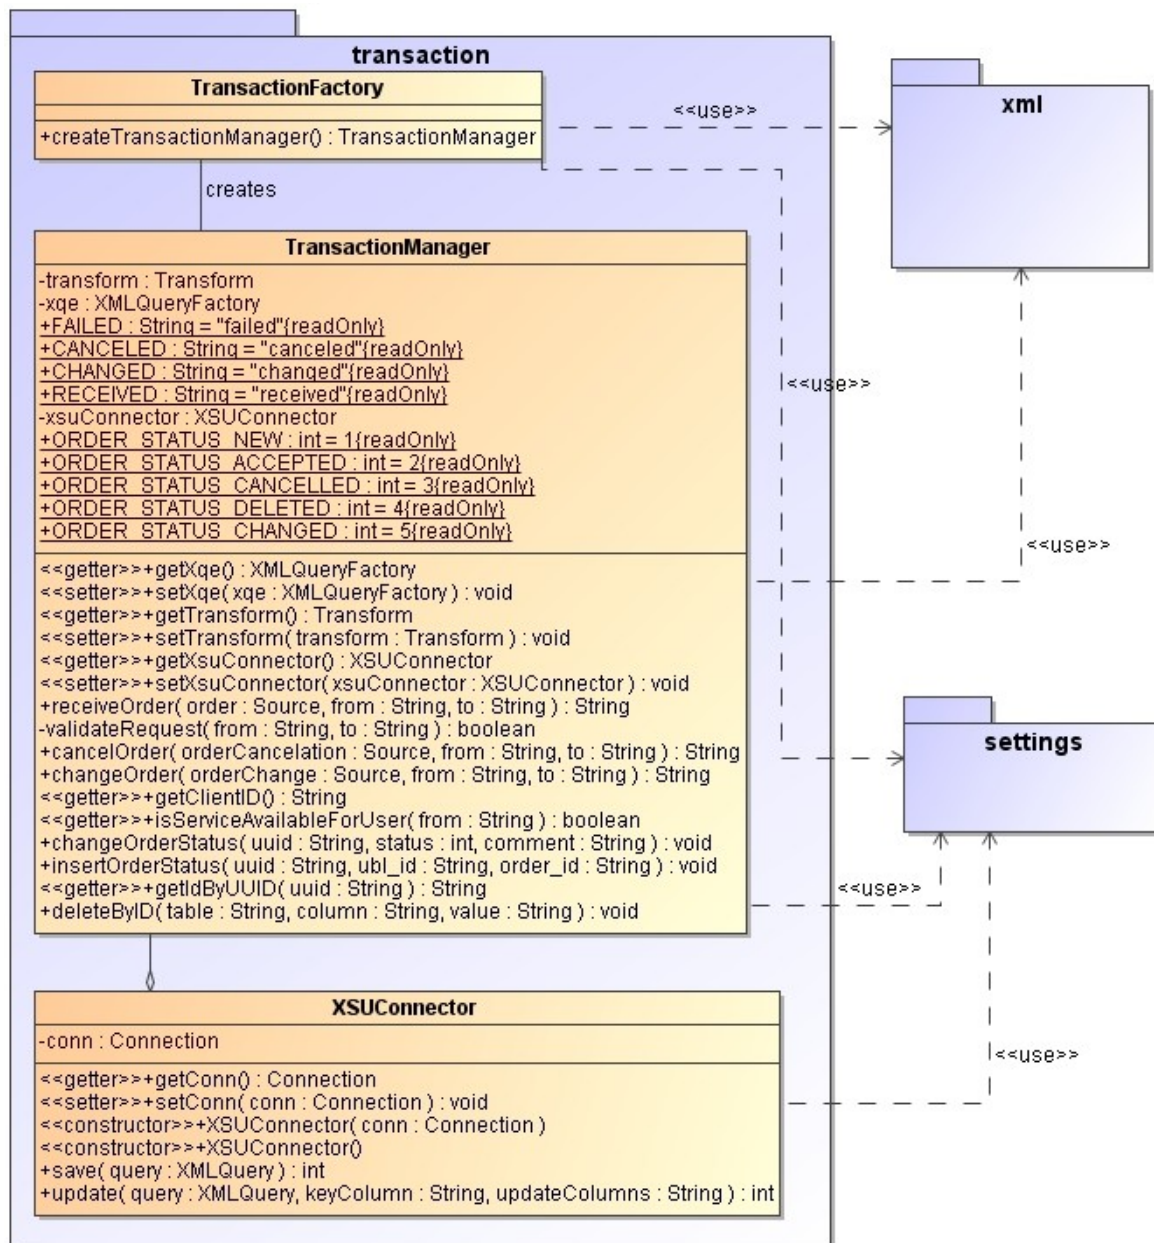 transaction
TransactionFactory
+createTransactionManager() : TransactionManager
<<use>>
xml
creates
TransactionManager
-transform : Transform
-xqe : XMLQueryFactory
+FAILED : String = "failed"{readOnly}
+CANCELED : String = "canceled"{readOnly}
+CHANGED : String = "changed"{readOnly}
+RECEIVED : String = "received"{readOnly}
-xsuConnector : XSUConnector
+ORDER_STATUS_NEW : int = 1{readOnly}
+ORDER_STATUS_ACCEPTED : int = 2{readOnly}
+ORDER_STATUS_CANCELLED : int = 3{readOnly}
+ORDER_STATUS_DELETED : int = 4{readOnly}
+ORDER_STATUS_CHANGED : int = 5{readOnly}
<<use>>
<<use>>
<<getter>>+getXqe() : XMLQueryFactory
<<setter>>+setXqe( xqe : XMLQueryFactory ) : void
<<getter>>+getTransform() : Transform
<<setter>>+setTransform( transform : Transform ) : void
<<getter>>+getXsuConnector() : XSUConnector
<<setter>>+setXsuConnector( xsuConnector : XSUConnector ) : void
+receiveOrder( order : Source, from : String, to : String ) : String
-validateRequest( from : String, to : String ) : boolean
+cancelOrder( orderCancelation : Source, from : String, to : String ) : String
+changeOrder( orderChange : Source, from : String, to : String ) : String
<<getter>>+getClientID() : String
<<getter>>+isServiceAvailableForUser( from : String ) : boolean
+changeOrderStatus( uuid : String, status : int, comment : String ) : void
+insertOrderStatus( uuid : String, ubl_id : String, order_id : String ) : void
<<getter>>+getIdByUUID( uuid : String ) : String
+deleteByID( table : String, column : String, value : String ) : void
settings
<<use>>
XSUConnector
-conn : Connection
<<getter>>+getConn() : Connection
<<setter>>+setConn( conn : Connection ) : void
<<constructor>>+XSUConnector( conn : Connection )
<<constructor>>+XSUConnector()
+save( query : XMLQuery ) : int
+update( query : XMLQuery, keyColumn : String, updateColumns : String ) : int
<<use>>